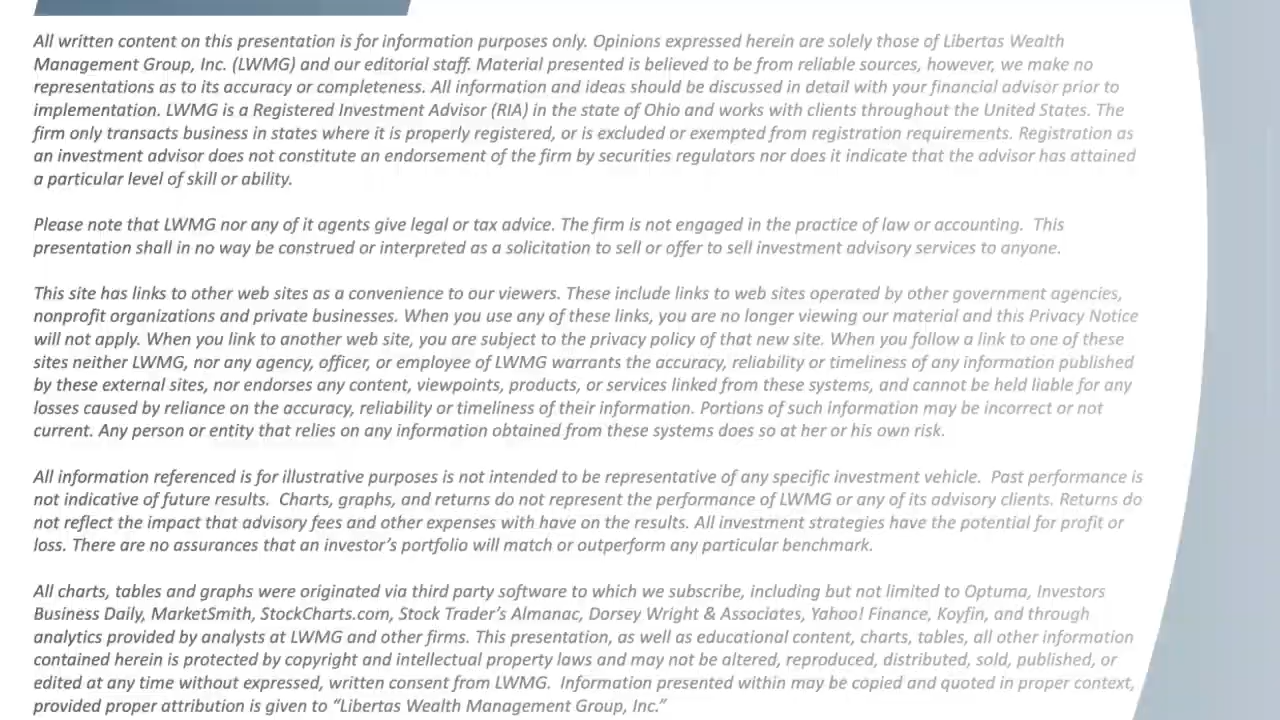 All written content on this presentation is for information purposes only. Opinions expressed herein are solely those of Libertas Wealth
Management Group, Inc. (LWMG) and our editorial staff. Material presented is believed to be from reliable sources, however, we make no
representations as to its accuracy or completeness. All information and ideas should be discussed in detail with your financial advisor prior to
implementation. LWMG is a Registered Investment Advisor (RIA) in the state of Ohio and works with clients throughout the United States. The
firm only transacts business in states where it is properly registered, or is excluded or exempted from registration requirements. Registration as
an investment advisor does not constitute an endorsement of the firm by securities regulators nor does it indicate that the advisor has attained
a particular level of skill or ability.
Please note that LWMG nor any of it agents give legal or tax advice. The firm is not engaged in the practice of law or accounting.  This
presentation shall in no way be construed or interpreted as a solicitation to sell or offer to sell investment advisory services to anyone.
This site has links to other web sites as a convenience to our viewers. These include links to web sites operated by other government agencies,
nonprofit organizations and private businesses. When you use any of these links, you are no longer viewing our material and this Privacy Notice
will not apply. When you link to another web site, you are subject to the privacy policy of that new site. When you follow a link to one of these
sites neither LWMG, nor any agency, officer, or employee of LWMG warrants the accuracy, reliability or timeliness of any information published
by these external sites, nor endorses any content, viewpoints, products, or services linked from these systems, and cannot be held liable for any
losses caused by reliance on the accuracy, reliability or timeliness of their information. Portions of such information may be incorrect or not
current. Any person or entity that relies on any information obtained from these systems does so at her or his own risk.
All information referenced is for illustrative purposes is not intended to be representative of any specific investment vehicle.  Past performance is
not indicative of future results.  Charts, graphs, and returns do not represent the performance of LWMG or any of its advisory clients. Returns do
not reflect the impact that advisory fees and other expenses with have on the results. All investment strategies have the potential for profit or
loss. There are no assurances that an investor's portfolio will match or outperform any particular benchmark.
All charts, tables and graphs were originated via third party software to which we subscribe, including but not limited to Optuma, Investors
Business Daily, MarketSmith, StockCharts.com, Stock Trader's Almanac, Dorsey Wright & Associates, Yahoo! Finance, Koyfin, and through
analytics provided by analysts at LWMG and other firms. This presentation, as well as educational content, charts, tables, all other information
contained herein is protected by copyright and intellectual property laws and may not be altered, reproduced, distributed, sold, published, or
edited at any time without expressed, written consent from LWMG.  Information presented within may be copied and quoted in proper context,
provided proper attribution is given to "Libertas Wealth Management Group, Inc."